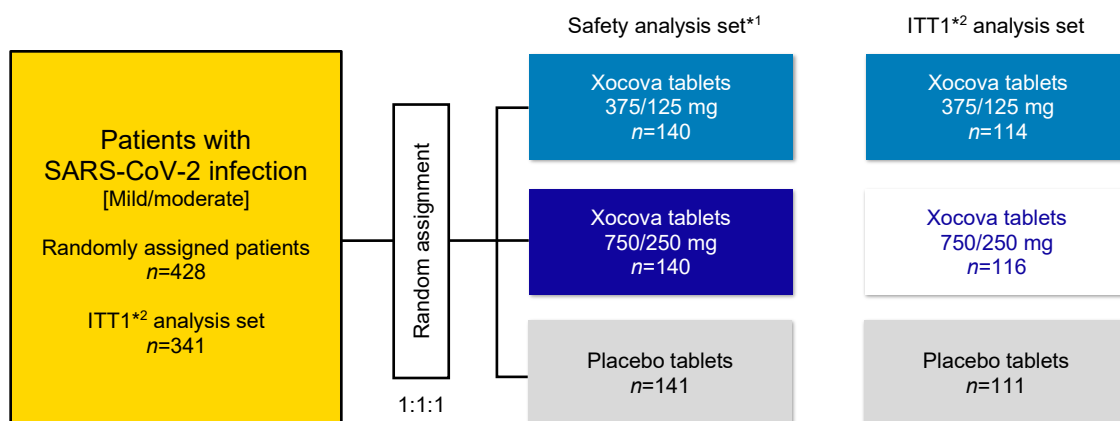 Safety analysis set*1
ITT1*2 analysis set
Patients with
SARS-CoV-2 infection
[Mild/moderate]
Randomly assigned patients
n=428
ITT1*2 analysis set
n=341
Random assignment
1:1:1
Xocova tablets
375/125 mg
n=140
Xocova tablets
375/125 mg
n=114
Xocova tablets
750/250 mg
n=140
Xocova tablets
750/250 mg
n=116
Placebo tablets
n=141
Placebo tablets
n=111